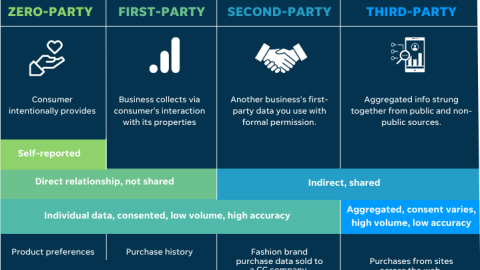 ZERO-PARTY
FIRST-PARTY
SECOND-PARTY
THIRD-PARTY
Consumer
intentionally provides
Business collects via
consumer's interaction
with its properties
Another business's first-
party data you use with
formal permission.
Aggregated info strung
together from public and non-
public sources.
Self-reported
Direct relationship, not shared
Indirect, shared
Individual data, consented, low volume, high accuracy
Aggregated, consent varies,
high volume, low accuracy
Product preferences
Purchase history
Fashion brand
purchase data sold to
a CC company
Purchases from sites
across the web